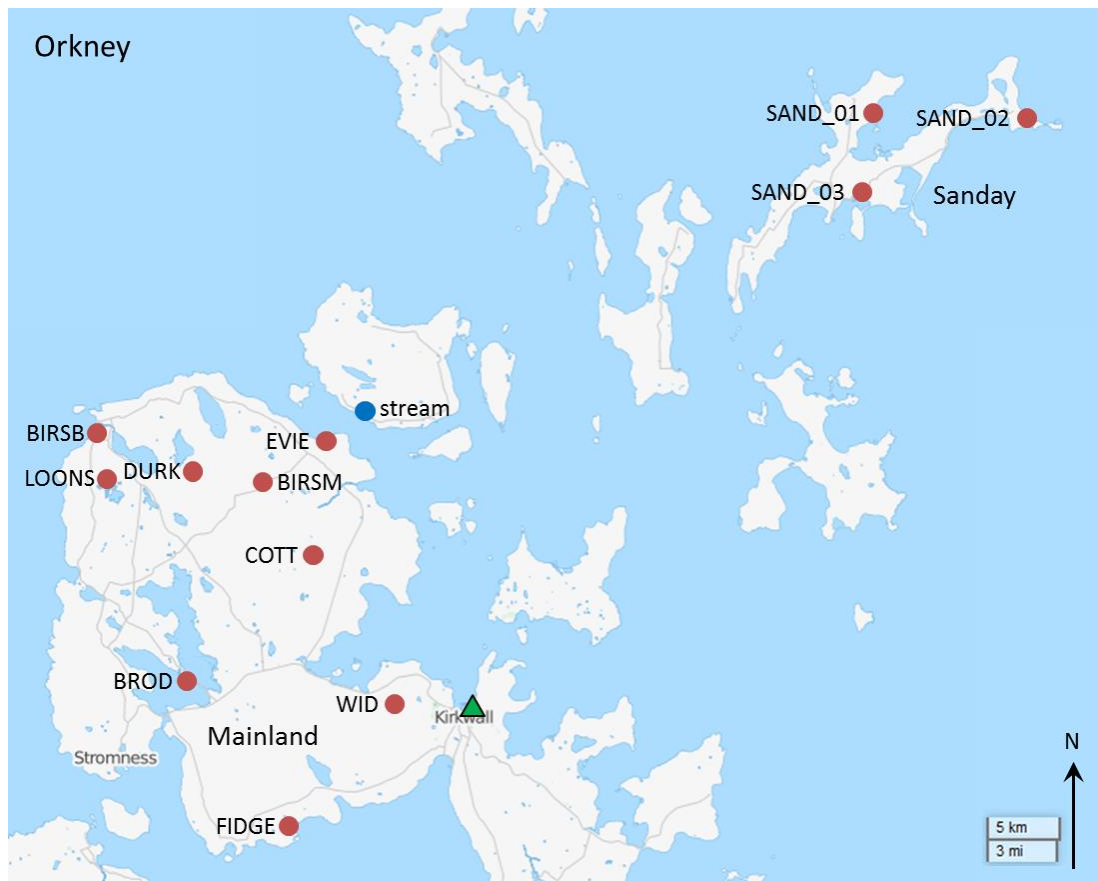 Orkney
SAND_01
SAND_02
SAND_03
Sanday
stream
BIRSB
EVIE
LOONS
DURK
BIRSM
COTT
BROD
WID
Kirkwall
Mainland
Stromness
FIDGE
N
5 km
3 mi